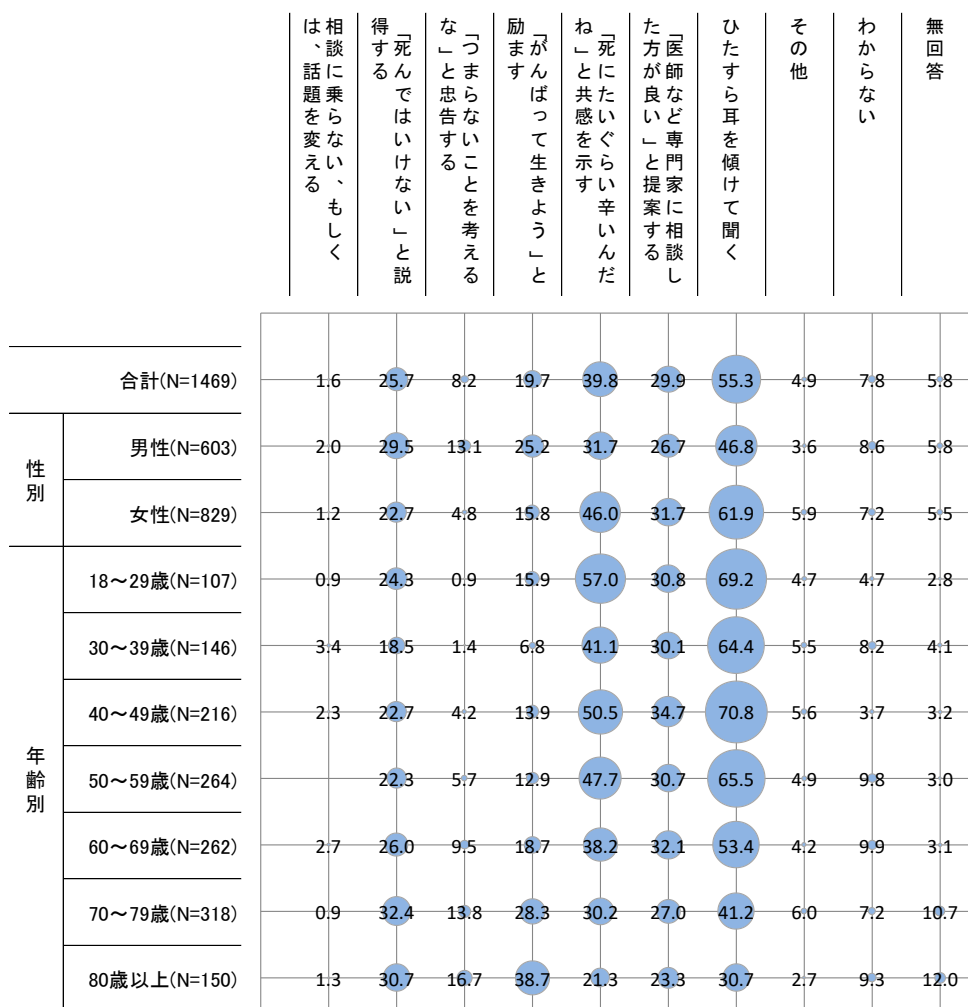 相談に乗らない、もしく
は、話題を変える
「死んではいけない」と説
得する
「つまらないことを考える
な」と忠告する
「がんばって生きよう」と
励ます
「死にたいぐらい辛いんだ
ね」と共感を示す
「医師など専門家に相談し
た方が良い」と提案する
ひたすら耳を傾けて聞く
その他
わからない
無回答
合計(N=1469) 1.6 25.7 8.2 19.7 39.8 29.9 55.3 4.9 7.8 5.8
性別
男性(N=603) 2.0 29.5 13.1 25.2 31.7 26.7 46.8 3.6 8.6 5.8
女性(N=829) 1.2 22.7 4.8 15.8 46.0 31.7 61.9 5.9 7.2 5.5
年齢別
18～29歳(N=107) 0.9 24.3 0.9 15.9 57.0 30.8 69.2 4.7 4.7 2.8
30～39歳(N=146) 3.4 18.5 1.4 6.8 41.1 30.1 64.4 5.5 8.2 4.1
40～49歳(N=216) 2.3 22.7 4.2 13.9 50.5 34.7 70.8 5.6 3.7 3.2
50～59歳(N=264) 22.3 5.7 12.9 47.7 30.7 65.5 4.9 9.8 3.0
60～69歳(N=262) 2.7 26.0 9.5 18.7 38.2 32.1 53.4 4.2 9.9 3.1
70～79歳(N=318) 0.9 32.4 13.8 28.3 30.2 27.0 41.2 6.0 7.2 10.7
80歳以上(N=150) 1.3 30.7 16.7 38.7 21.3 23.3 30.7 2.7 9.3 12.0